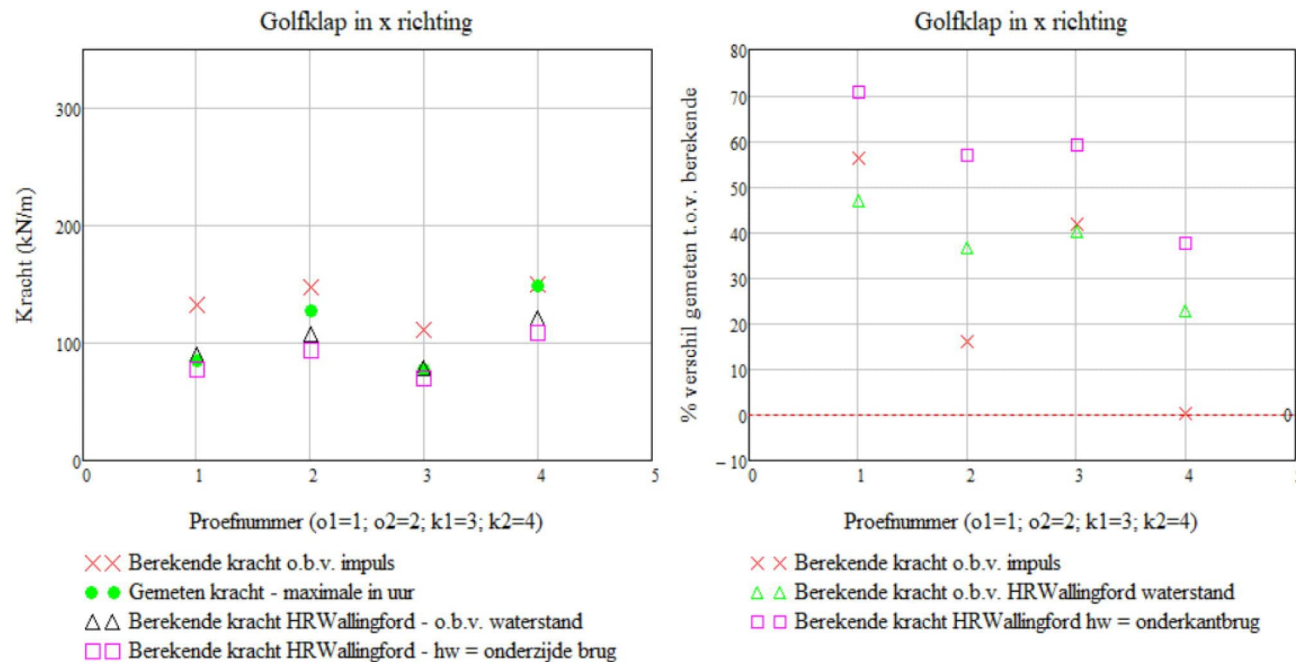 Golfklap in x richting
300
200
100
0
Kracht (kN/m)
0 1 2 3 4 5
Proefnummer (o1=1; o2=2; k1=3; k2=4)
Berekende kracht o.b.v. impuls
Gemeten kracht - maximale in uur
Berekende kracht HRWallingford - o.b.v. waterstand
Berekende kracht HRWallingford - hw = onderzijde brug
Golfklap in x richting
80
70
60
50
40
30
20
10
0
– 10
% verschil gemeten t.o.v. berekende
0
0 1 2 3 4 5
Proefnummer (o1=1; o2=2; k1=3; k2=4)
Berekende kracht o.b.v. impuls
Berekende kracht o.b.v. HRWallingford waterstand
Berekende kracht HRWallingford hw = onderkantbrug